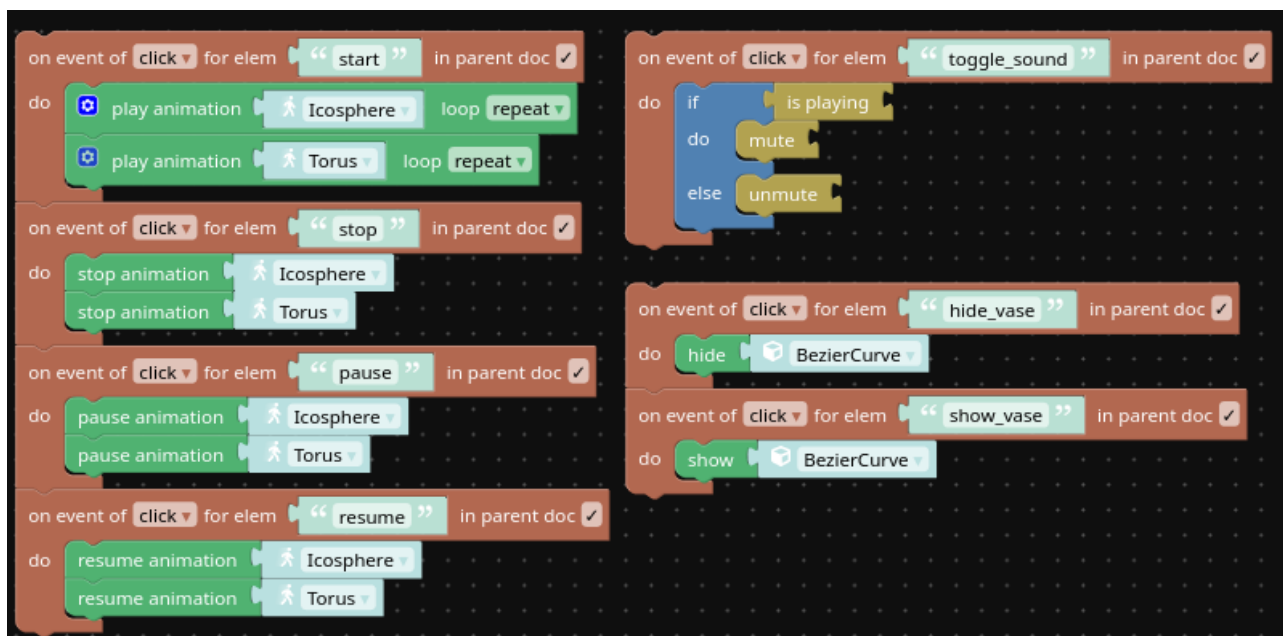 on event of click ▾ for elem “ start ” in parent doc ✓
do play animation Icosphere ▾ loop repeat ▾
play animation Torus ▾ loop repeat ▾
on event of click ▾ for elem “ stop ” in parent doc ✓
do stop animation Icosphere ▾
stop animation Torus ▾
on event of click ▾ for elem “ pause ” in parent doc ✓
do pause animation Icosphere ▾
pause animation Torus ▾
on event of click ▾ for elem “ resume ” in parent doc ✓
do resume animation Icosphere ▾
resume animation Torus ▾
on event of click ▾ for elem “ toggle_sound ” in parent doc ✓
do if is playing
do mute
else unmute
on event of click ▾ for elem “ hide_vase ” in parent doc ✓
do hide BezierCurve ▾
on event of click ▾ for elem “ show_vase ” in parent doc ✓
do show BezierCurve ▾